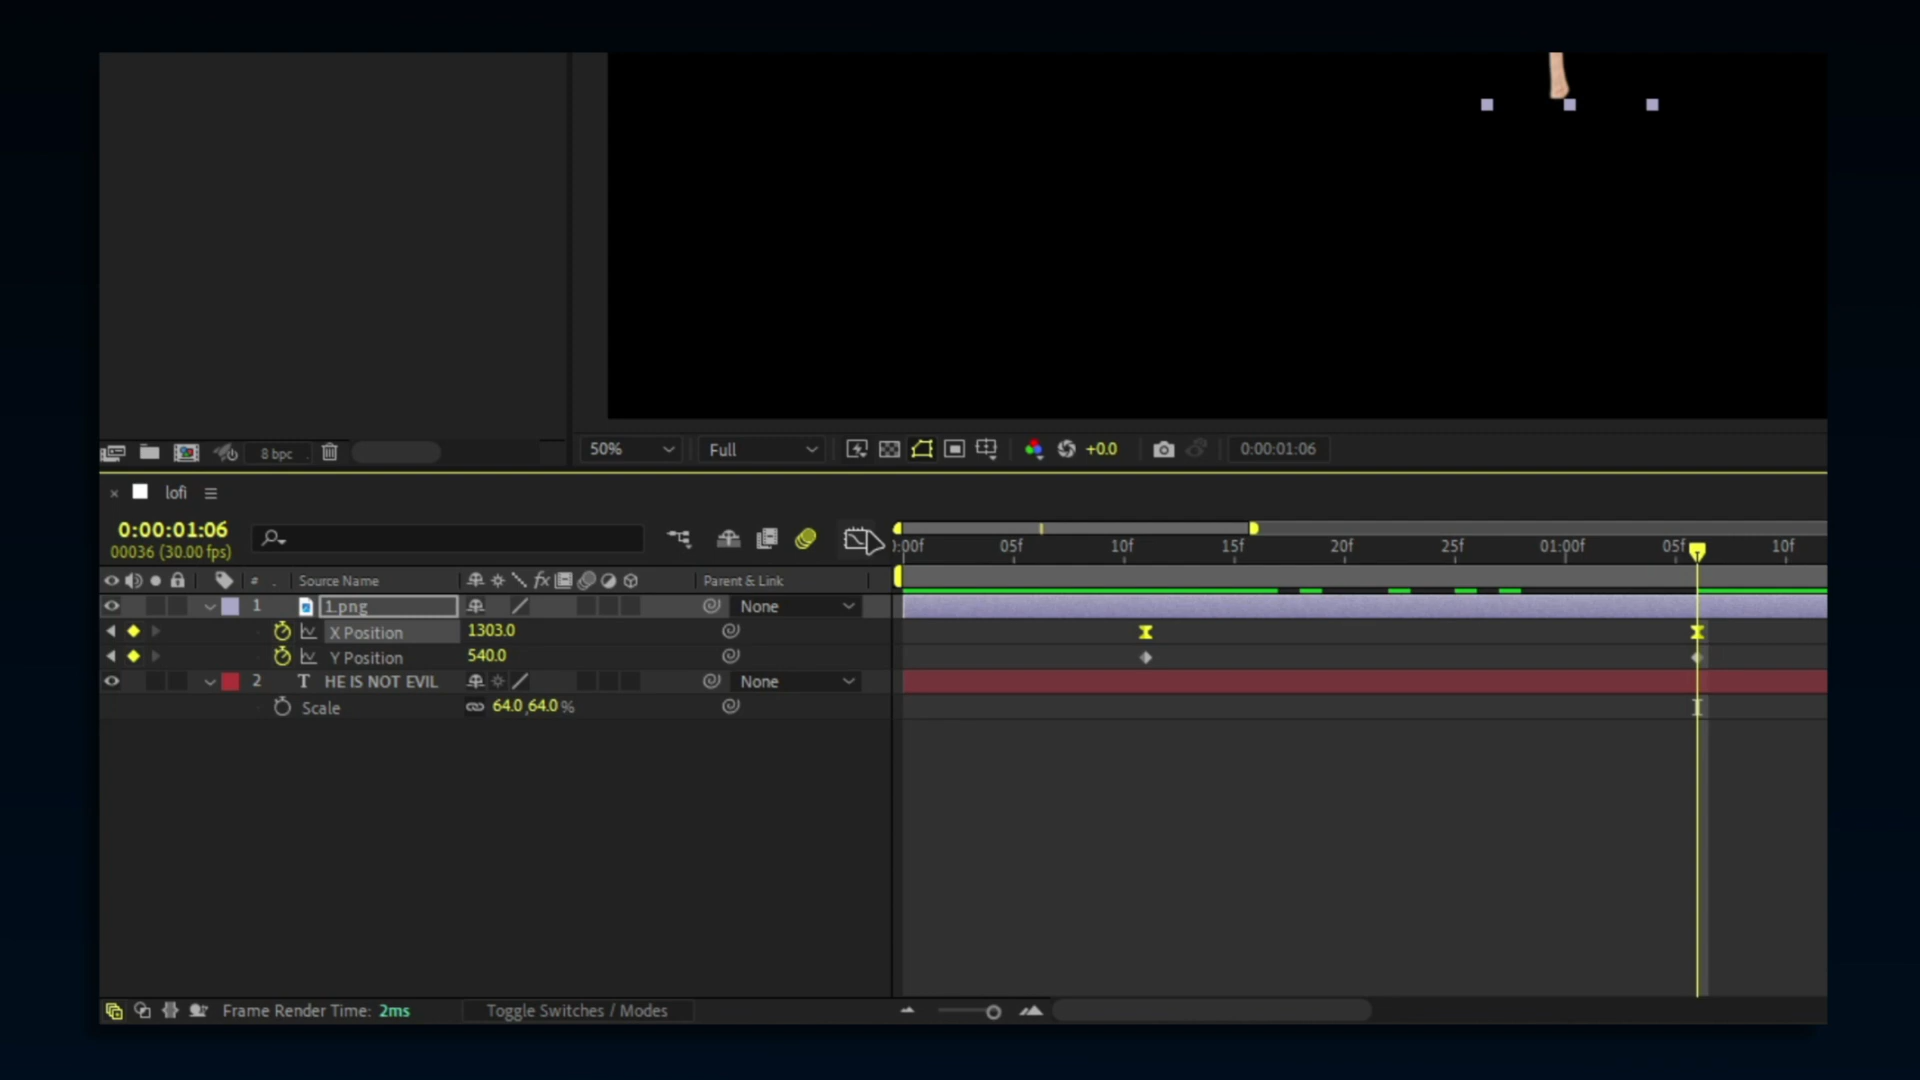 8 bpc
50%
Full
+0.0
0:00:01:06
lofi
0:00:01:06
00036 (30.00 fps)
:00f 05f 10f 15f 20f 25f 01:00f 05f 10f
# . Source Name fx Parent & Link
1 1.png None
X Position 1303.0
Y Position 540.0
2 T HE IS NOT EVIL None
Scale 64.0,64.0 %
Frame Render Time: 2ms Toggle Switches / Modes